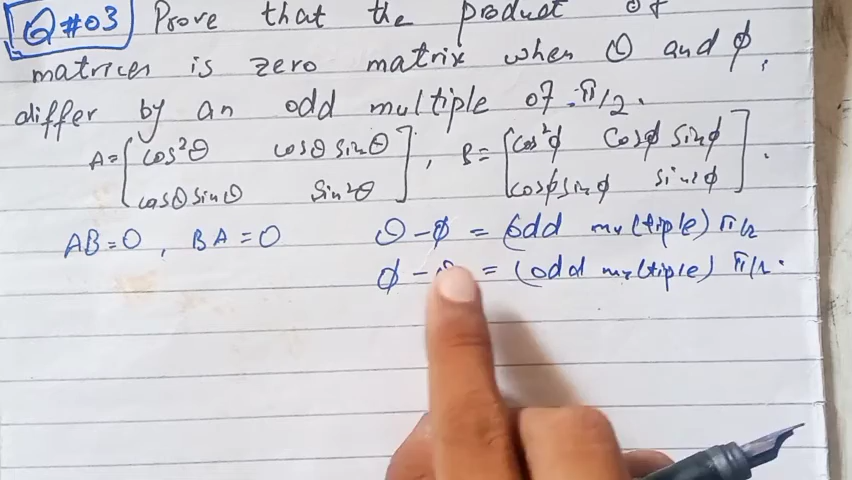 Q#03 Prove that the product of
matrices is zero matrix when θ and ϕ,
differ by an odd multiple of π/2.
A = [cos²θ cosθ sinθ], B = [cos²ϕ cosϕ sinϕ].
[cosθ sinθ sin²θ] [cosϕ sinϕ sin²ϕ]
AB=0, BA=0 θ-ϕ = (odd multiple) π/2
ϕ-θ = (odd multiple) π/2.